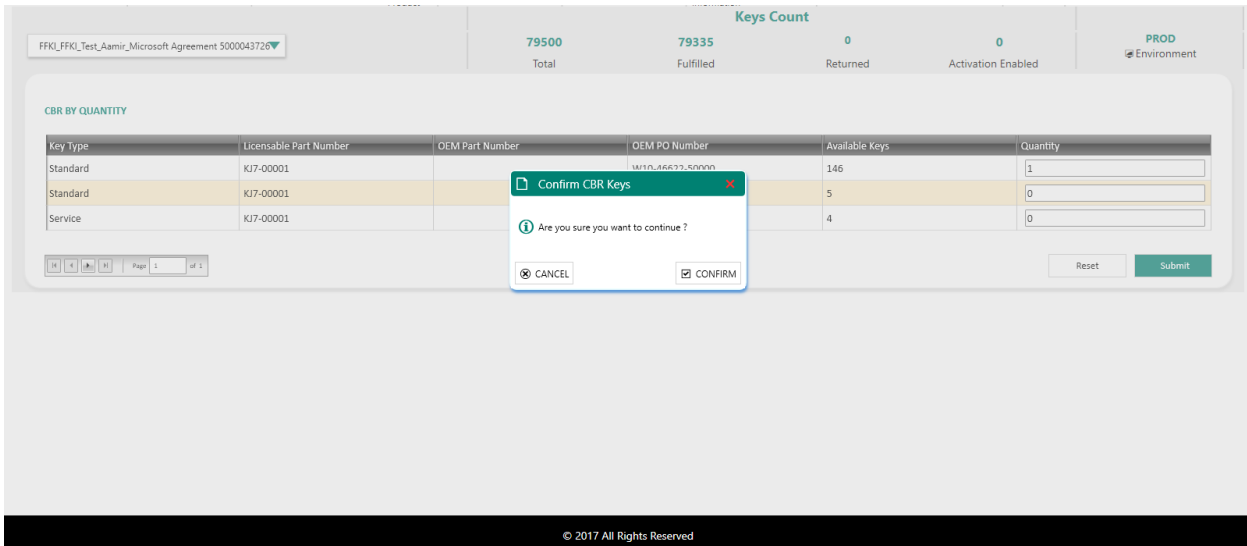 Keys Count
FFKI_FFKI_Test_Aamir_Microsoft Agreement 5000043726
79500 79335 0 0 PROD
Total Fulfilled Returned Activation Enabled Environment
CBR BY QUANTITY
Key Type Licensable Part Number OEM Part Number OEM PO Number Available Keys Quantity
Standard KJ7-00001 W10-46622-50000 146 1
Standard KJ7-00001 5 0
Service KJ7-00001 4 0
Confirm CBR Keys
Are you sure you want to continue ?
CANCEL CONFIRM
Page 1 of 1 Reset Submit
© 2017 All Rights Reserved